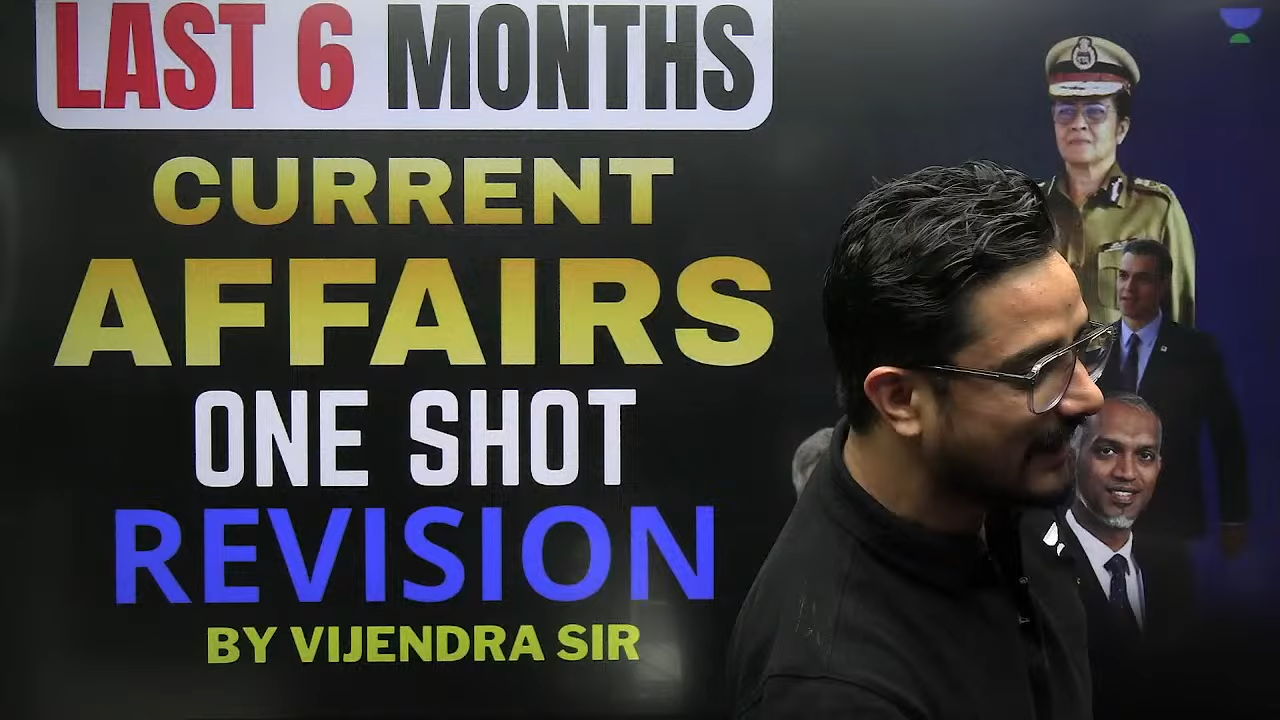 LAST 6 MONTHS
CURRENT
AFFAIRS
ONE SHOT
REVISION
BY VIJENDRA SIR